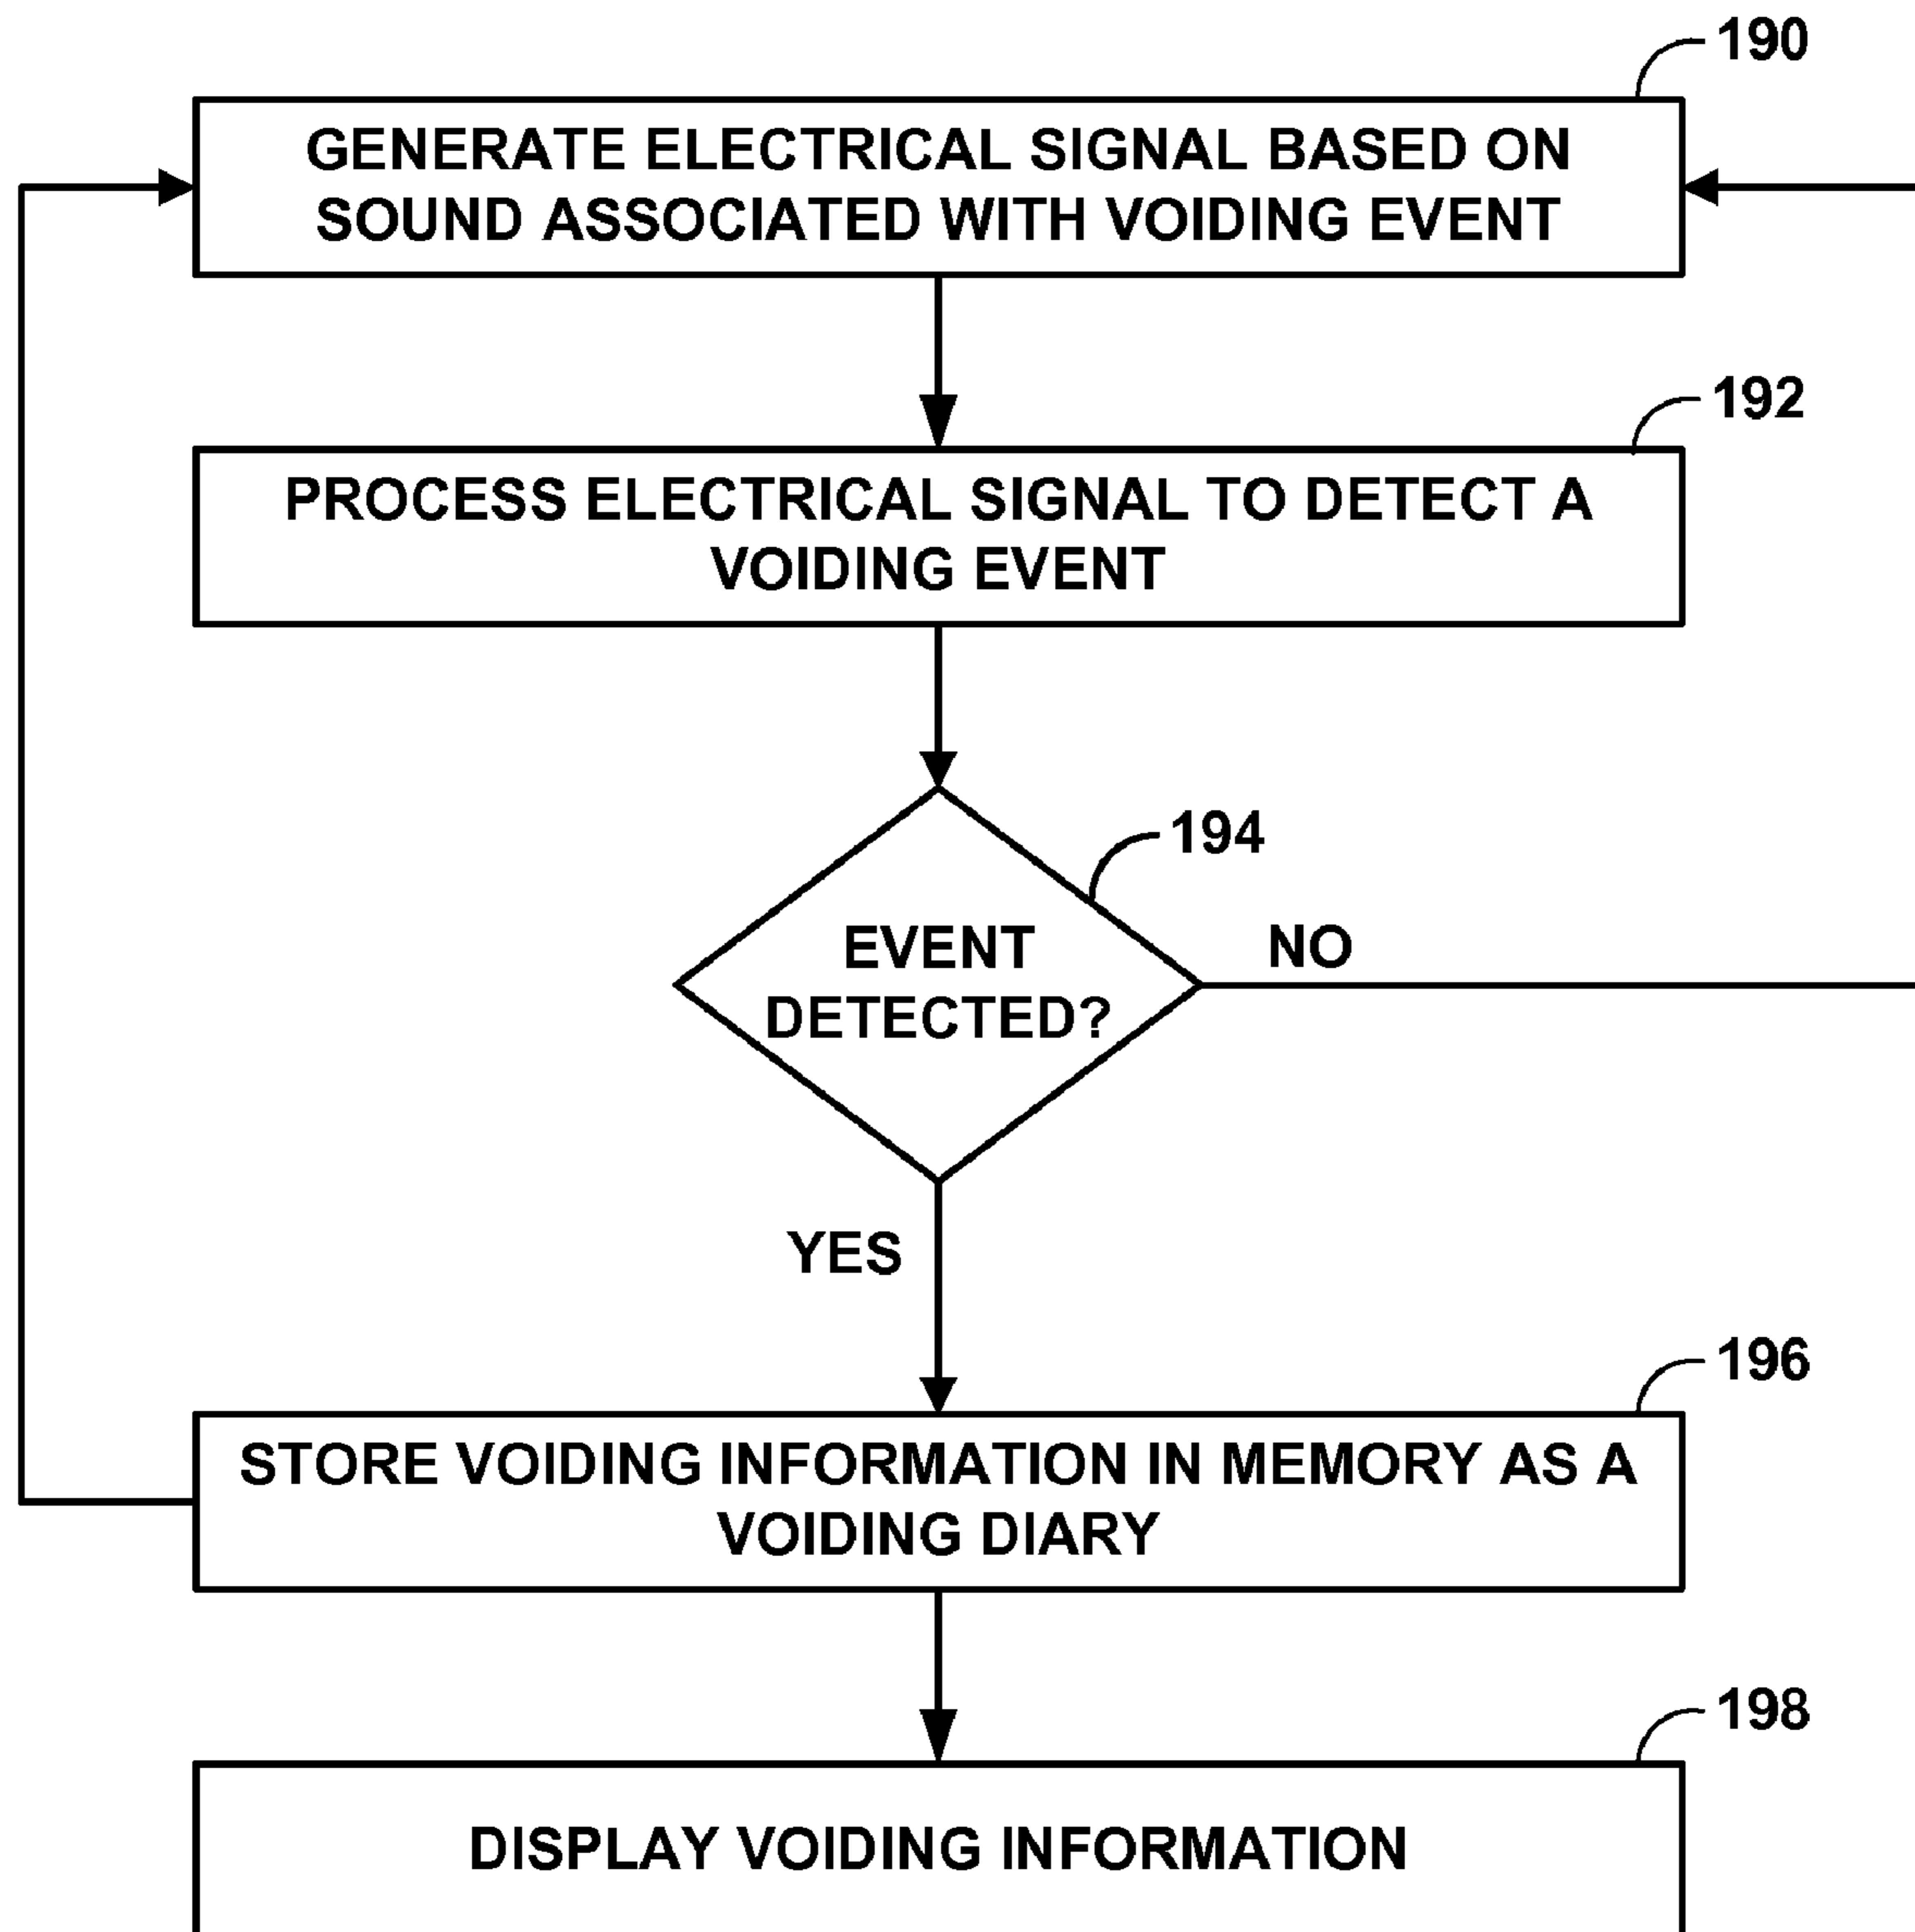 190
GENERATE ELECTRICAL SIGNAL BASED ON
SOUND ASSOCIATED WITH VOIDING EVENT
192
PROCESS ELECTRICAL SIGNAL TO DETECT A
VOIDING EVENT
194
EVENT
DETECTED?
NO
YES
196
STORE VOIDING INFORMATION IN MEMORY AS A
VOIDING DIARY
198
DISPLAY VOIDING INFORMATION